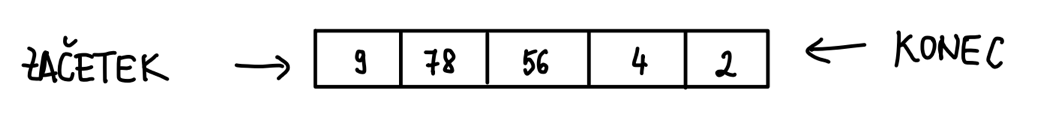 ZAČETEK → 9 78 56 4 2 ← KONEC